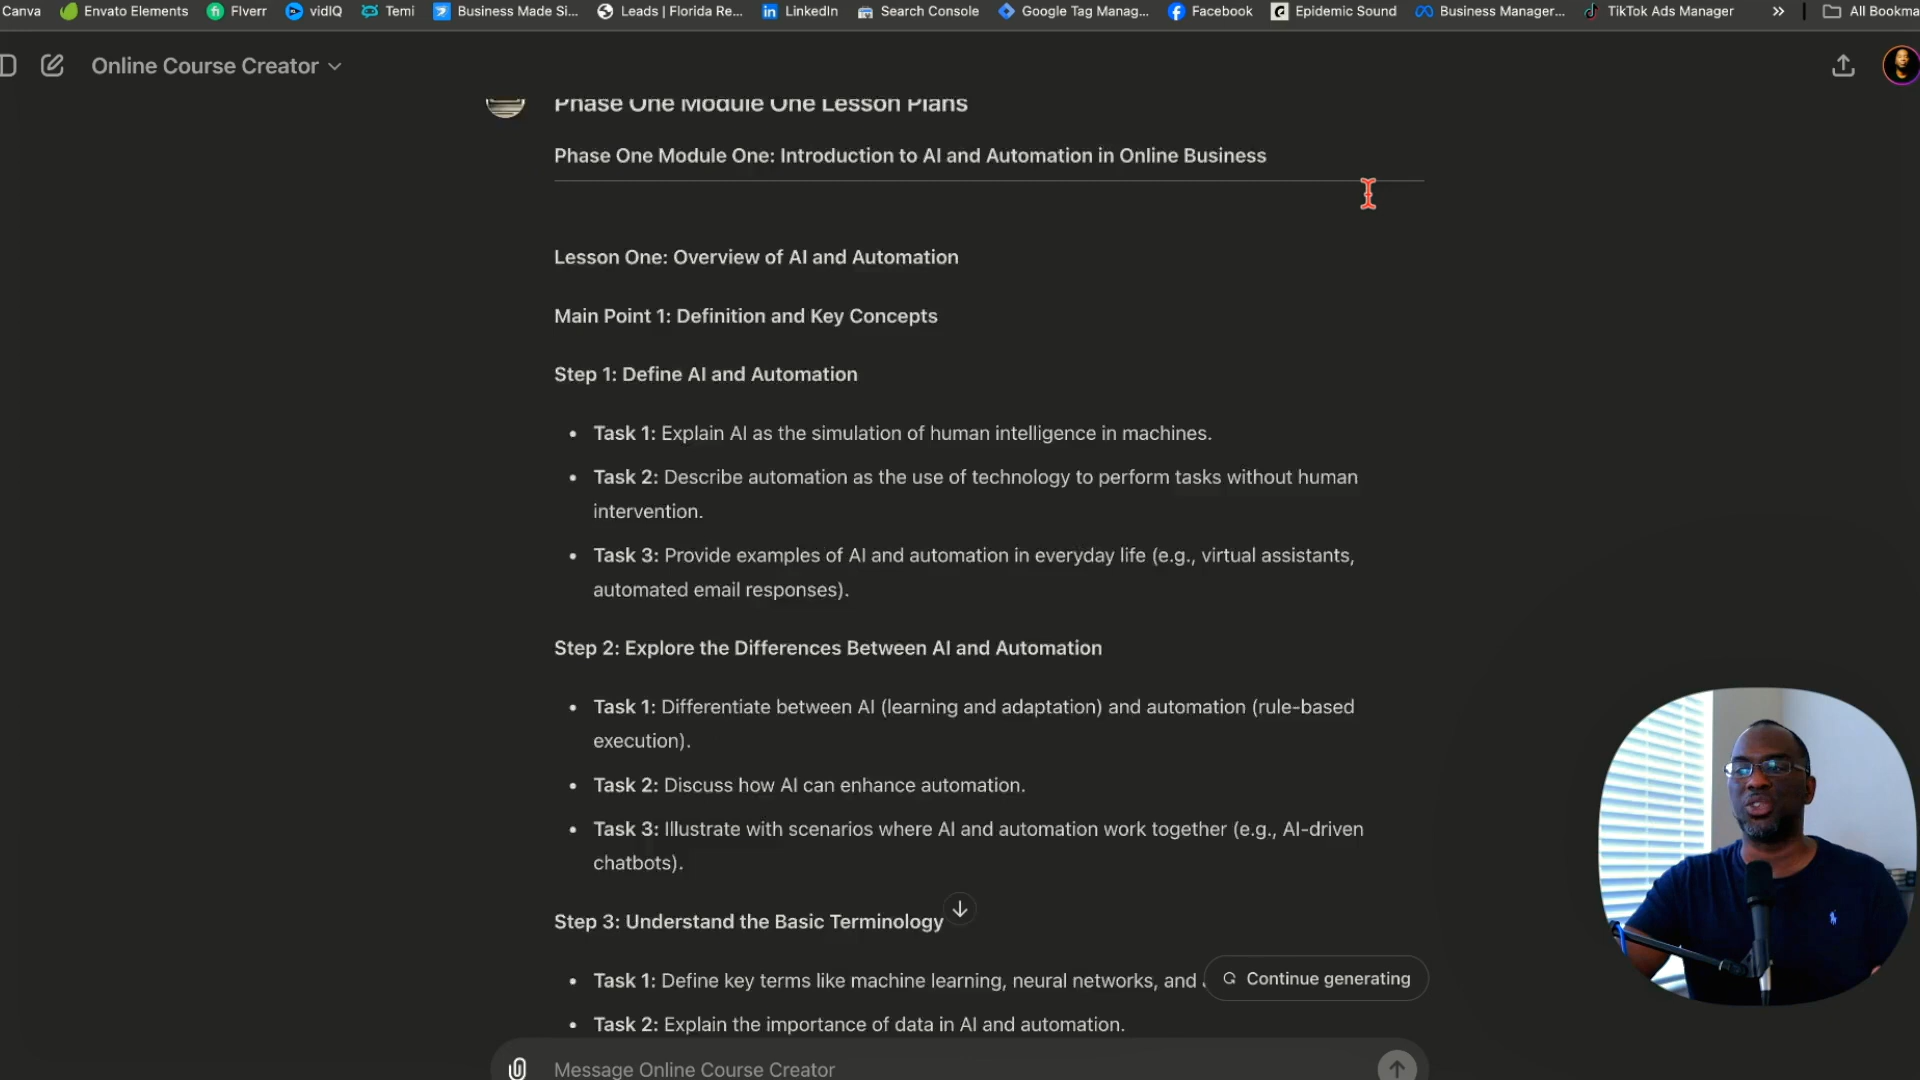 Canva Envato Elements FIverr vidIQ Temi Business Made Si... Leads | Florida Re... LinkedIn Search Console Google Tag Manag... Facebook Epidemic Sound Business Manager... TikTok Ads Manager All Bookma
Online Course Creator
Phase One Module One Lesson Plans
Phase One Module One: Introduction to AI and Automation in Online Business
Lesson One: Overview of AI and Automation
Main Point 1: Definition and Key Concepts
Step 1: Define AI and Automation
• Task 1: Explain AI as the simulation of human intelligence in machines.
• Task 2: Describe automation as the use of technology to perform tasks without human
intervention.
• Task 3: Provide examples of AI and automation in everyday life (e.g., virtual assistants,
automated email responses).
Step 2: Explore the Differences Between AI and Automation
• Task 1: Differentiate between AI (learning and adaptation) and automation (rule-based
execution).
• Task 2: Discuss how AI can enhance automation.
• Task 3: Illustrate with scenarios where AI and automation work together (e.g., AI-driven
chatbots).
Step 3: Understand the Basic Terminology
• Task 1: Define key terms like machine learning, neural networks, and
Continue generating
• Task 2: Explain the importance of data in AI and automation.
Message Online Course Creator